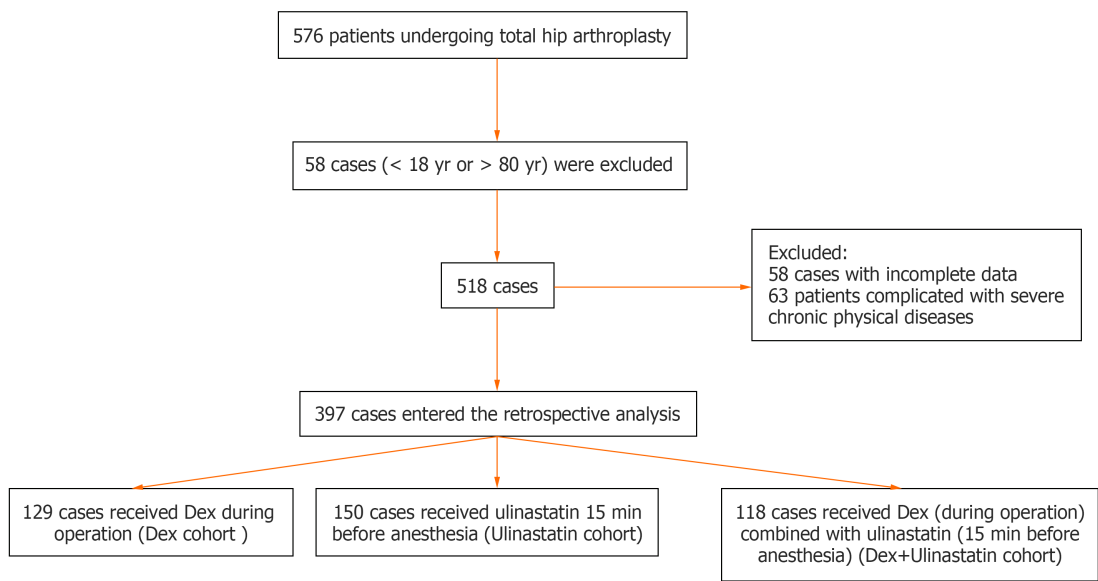 576 patients undergoing total hip arthroplasty
58 cases (< 18 yr or > 80 yr) were excluded
518 cases
Excluded:
58 cases with incomplete data
63 patients complicated with severe
chronic physical diseases
397 cases entered the retrospective analysis
129 cases received Dex during
operation (Dex cohort )
150 cases received ulinastatin 15 min
before anesthesia (Ulinastatin cohort)
118 cases received Dex (during operation)
combined with ulinastatin (15 min before
anesthesia) (Dex+Ulinastatin cohort)